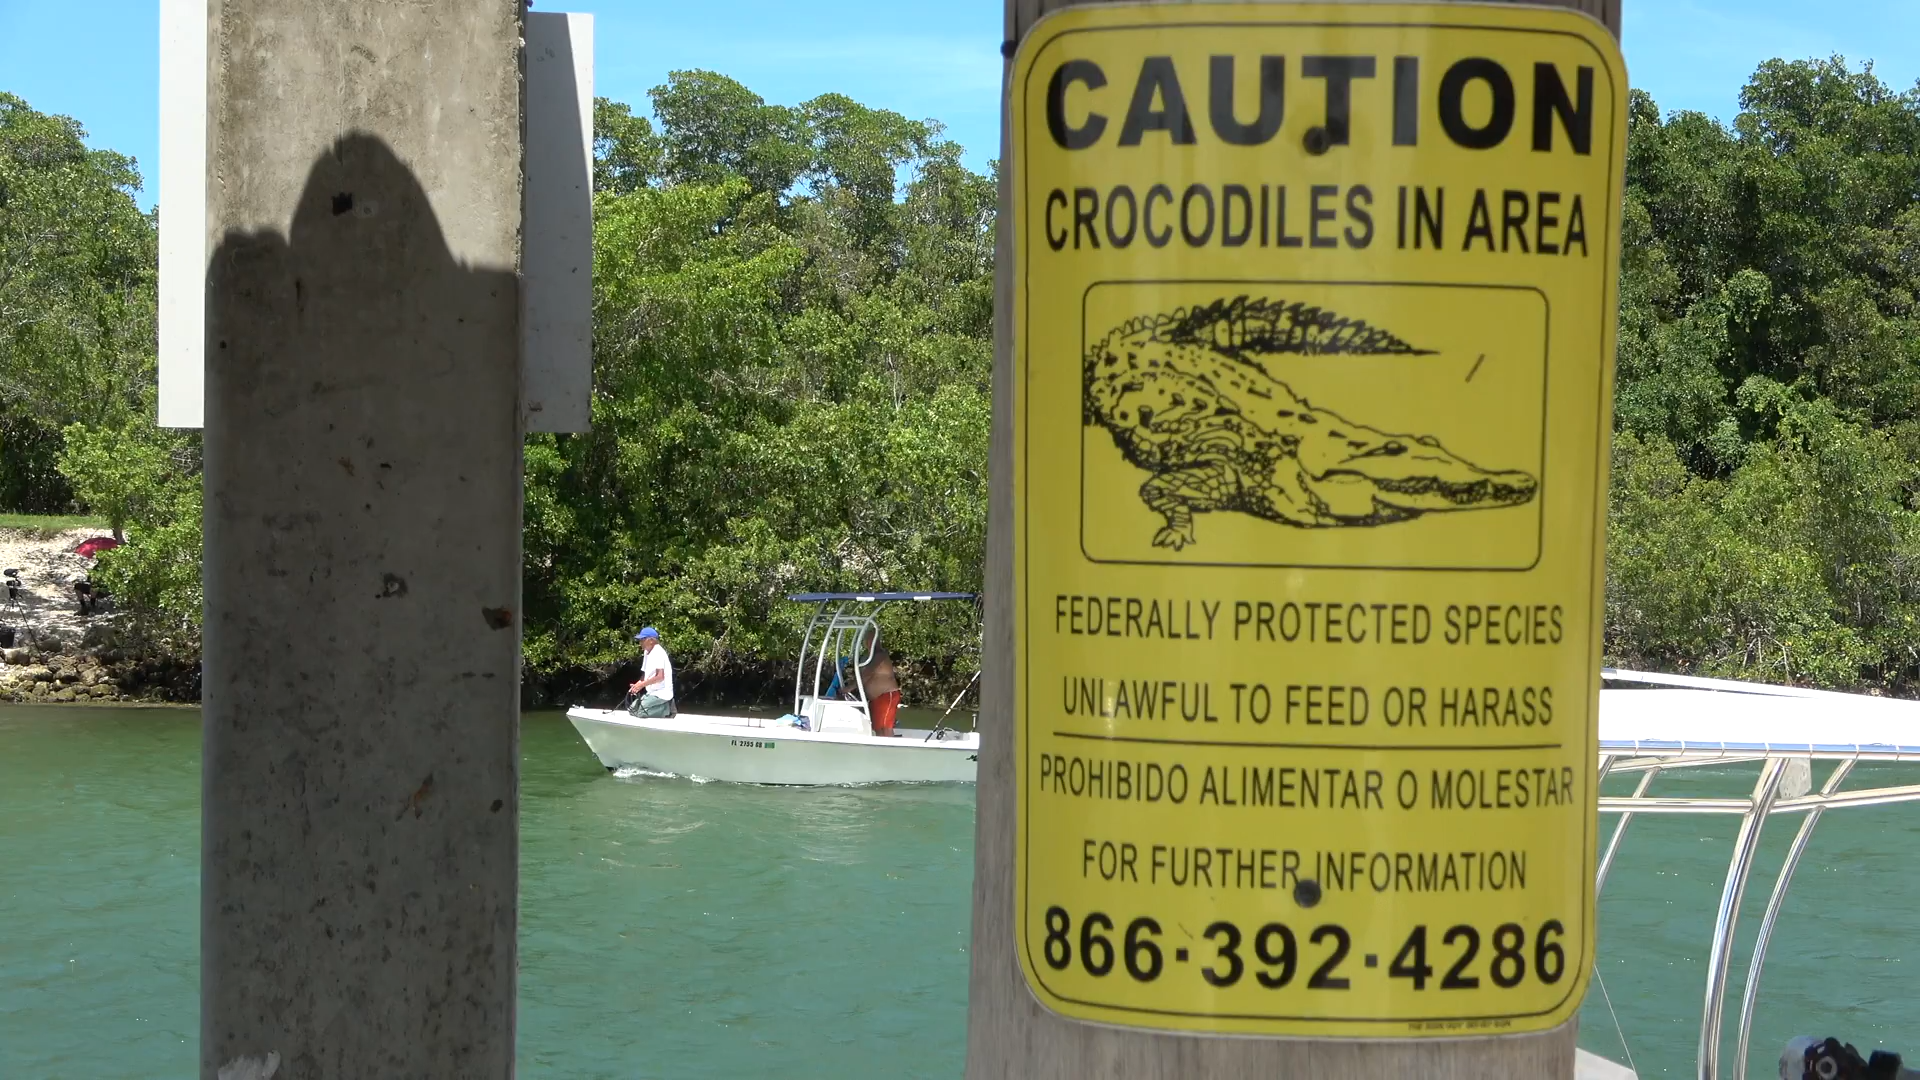 CAUTION
CROCODILES IN AREA
FEDERALLY PROTECTED SPECIES
UNLAWFUL TO FEED OR HARASS
PROHIBIDO ALIMENTAR O MOLESTAR
FOR FURTHER INFORMATION
866·392·4286